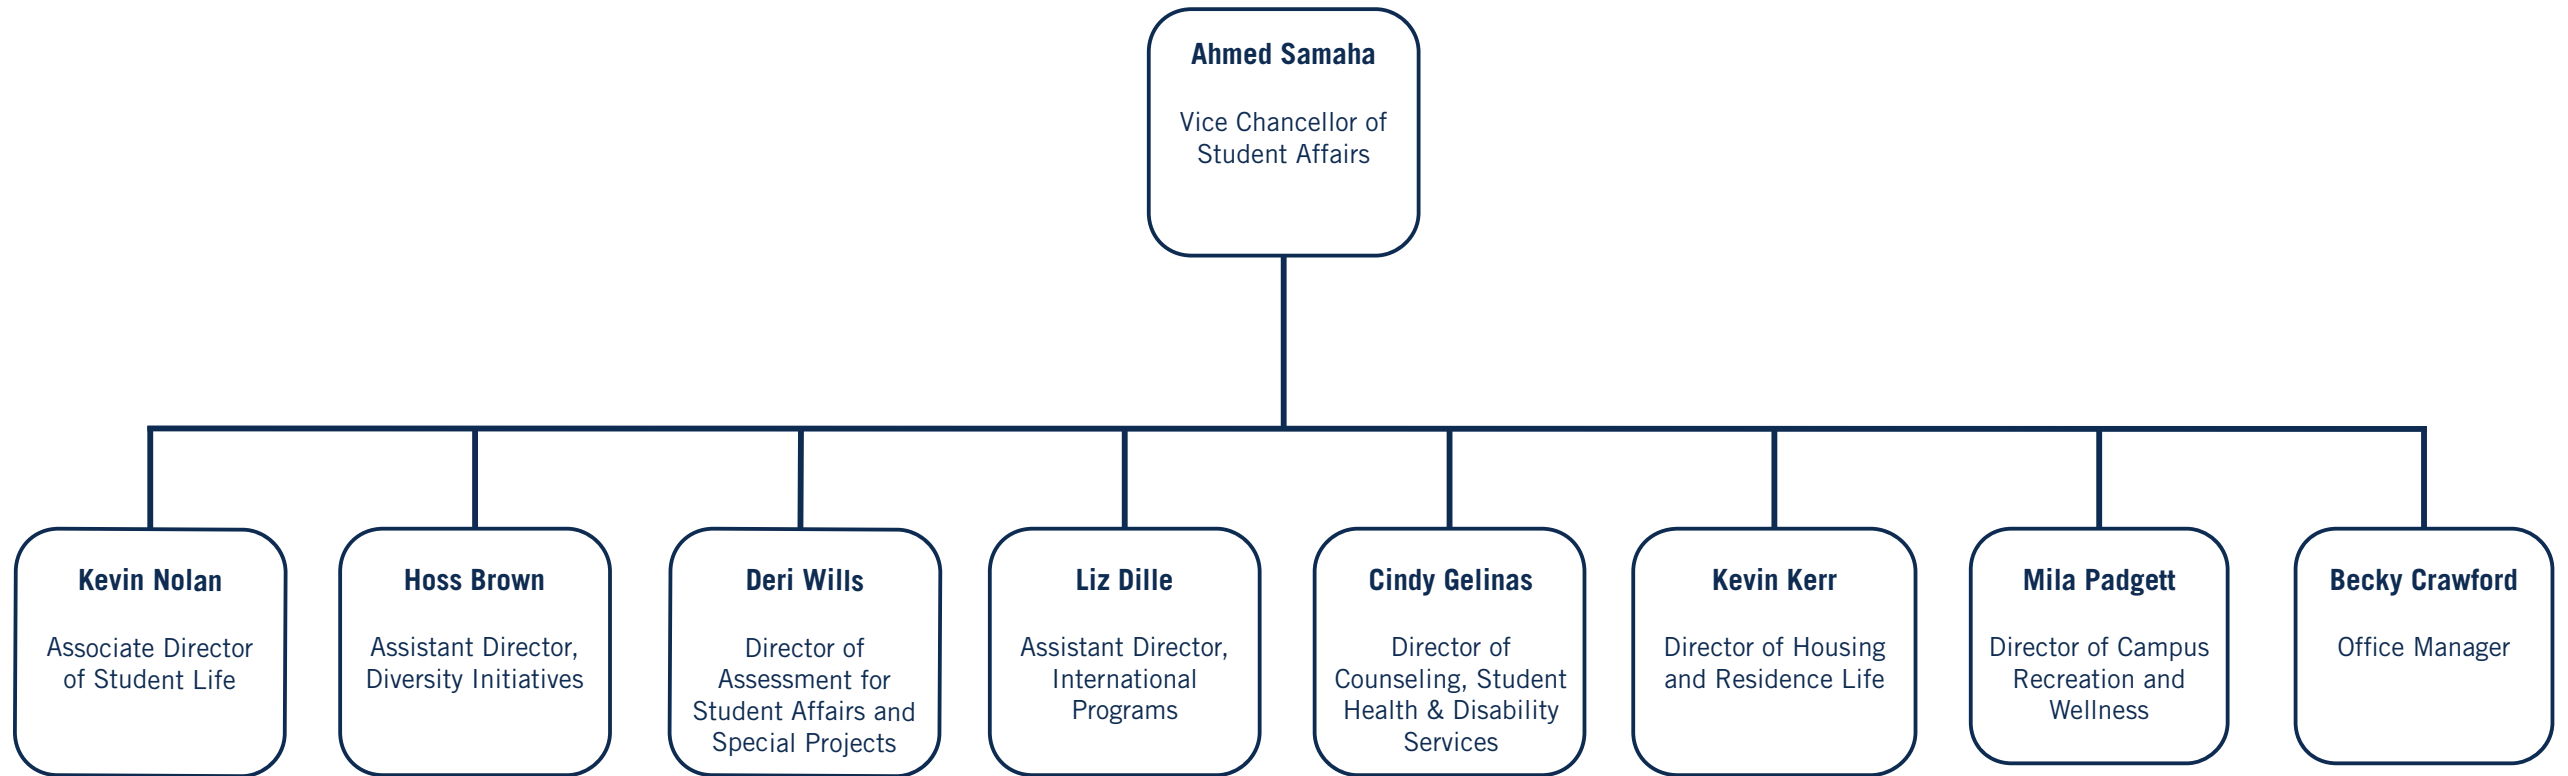 Ahmed Samaha
Vice Chancellor of
Student Affairs
Kevin Nolan
Associate Director
of Student Life
Hoss Brown
Assistant Director,
Diversity Initiatives
Deri Wills
Director of
Assessment for
Student Affairs and
Special Projects
Liz Dille
Assistant Director,
International
Programs
Cindy Gelinas
Director of
Counseling, Student
Health & Disability
Services
Kevin Kerr
Director of Housing
and Residence Life
Mila Padgett
Director of Campus
Recreation and
Wellness
Becky Crawford
Office Manager